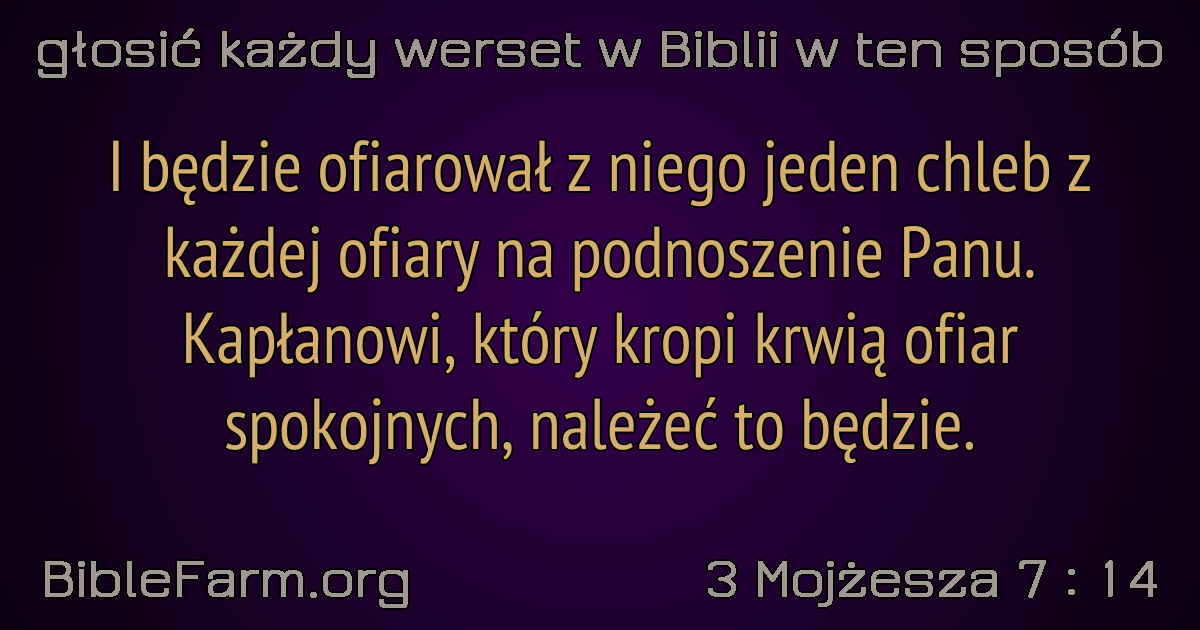 głosić każdy werset w Biblii w ten sposób
I będzie ofiarował z niego jeden chleb z
każdej ofiary na podnoszenie Panu.
Kapłanowi, który kropi krwią ofiar
spokojnych, należeć to będzie.
BibleFarm.org
3 Mojżesza 7 : 14